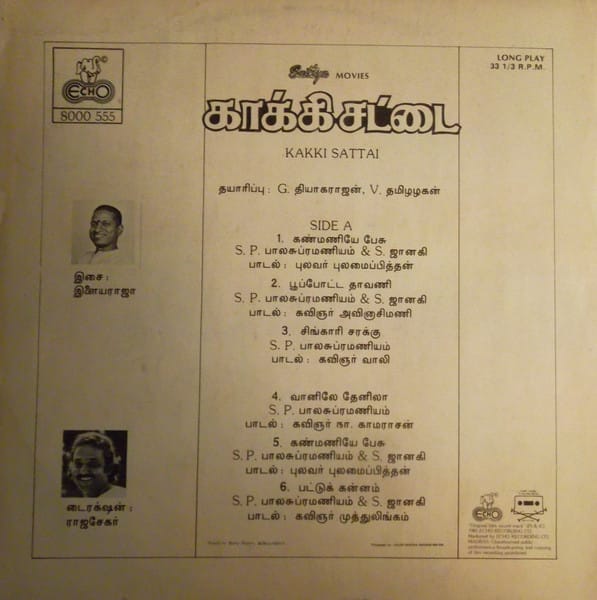 ECHO
8000 555
LONG PLAY
33 1/3 R.P.M.
Sathya MOVIES
காக்கி சட்டை
KAKKI SATTAI
தயாரிப்பு : G. தியாகராஜன், V. தமிழழகன்
இசை :
இளையராஜா
SIDE A
1. கண்மணியே பேசு
S. P. பாலசுப்ரமணியம் & S. ஜானகி
பாடல் : புலவர் புலமைப்பித்தன்
2. பூப்போட்ட தாவணி
S. P. பாலசுப்ரமணியம் & S. ஜானகி
பாடல் : கவிஞர் அவினாசிமணி
3. சிங்காரி சரக்கு
S. P. பாலசுப்ரமணியம்
பாடல் : கவிஞர் வாலி
4. வானிலே தேனிலா
S. P. பாலசுப்ரமணியம்
பாடல் : கவிஞர் நா. காமராசன்
5. கண்மணியே பேசு
S. P. பாலசுப்ரமணியம் & S. ஜானகி
பாடல் : புலவர் புலமைப்பித்தன்
6. பட்டுக் கன்னம்
S. P. பாலசுப்ரமணியம் & S. ஜானகி
பாடல் : கவிஞர் முத்துலிங்கம்
டைரக்ஷன் :
ராஜசேகர்
ECHO